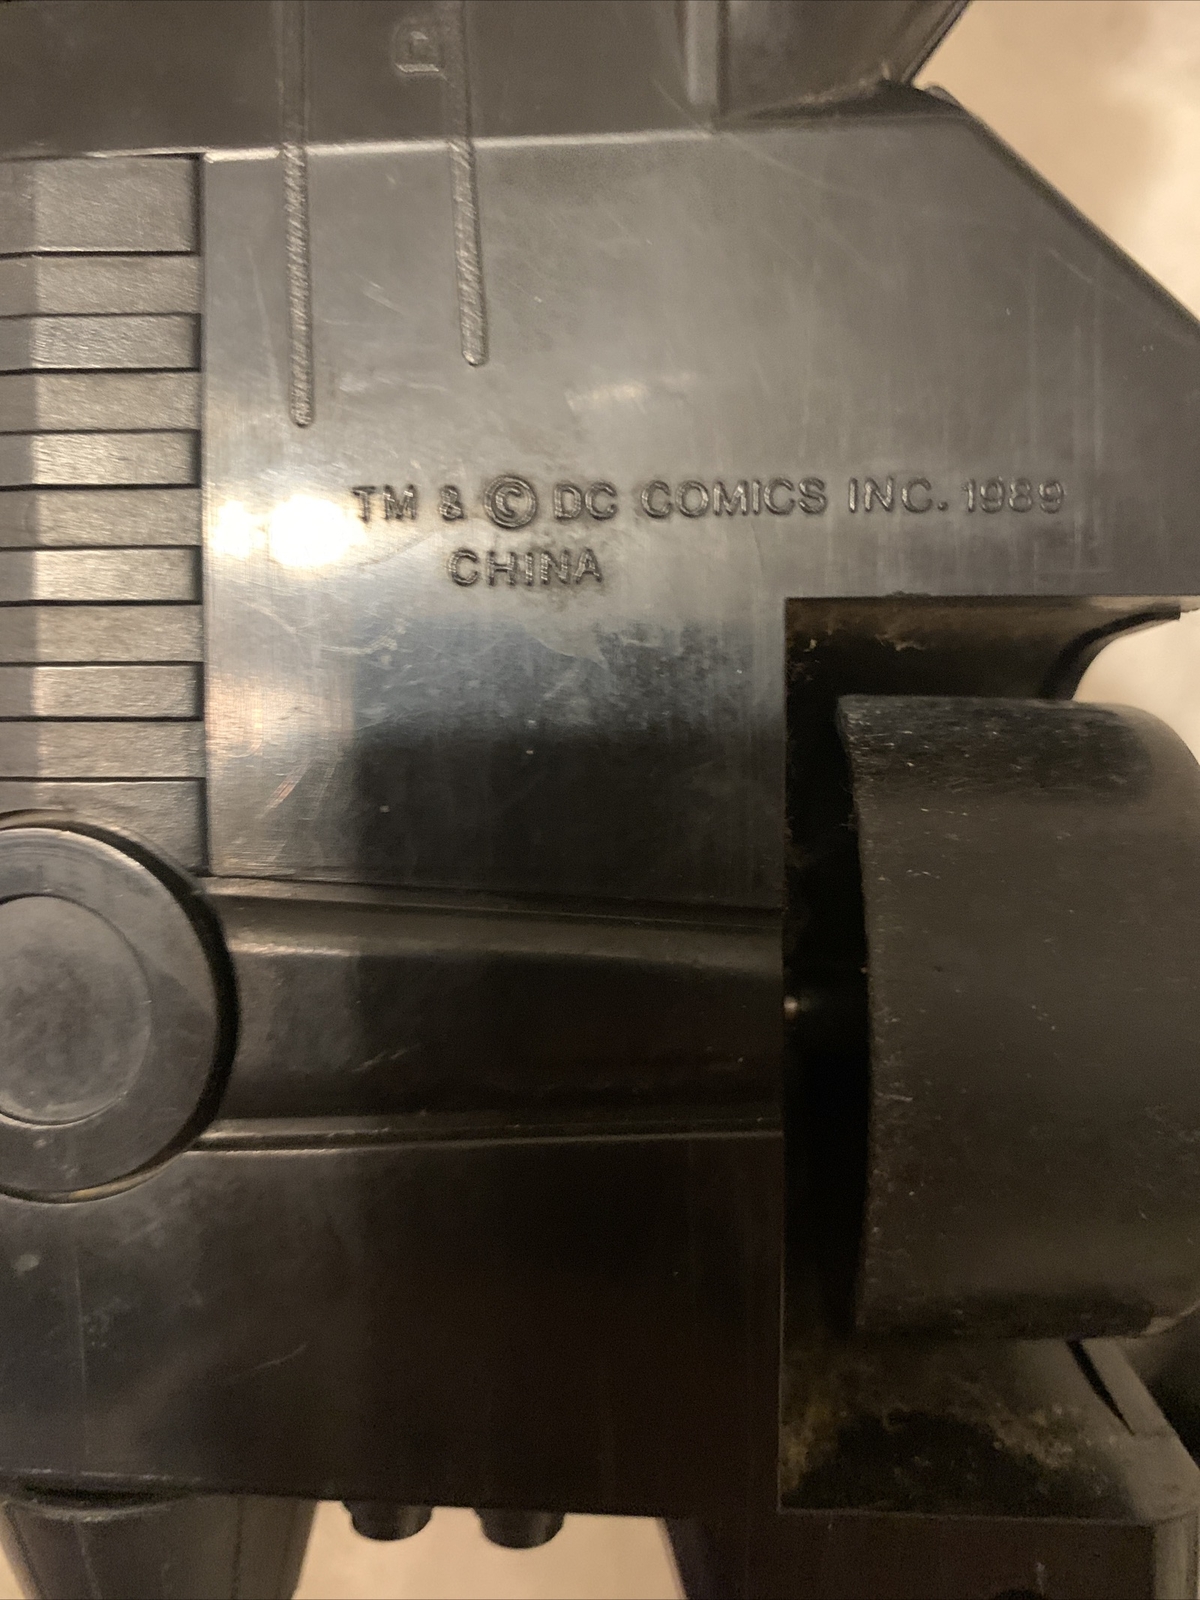 TM & © DC COMICS INC. 1989
CHINA